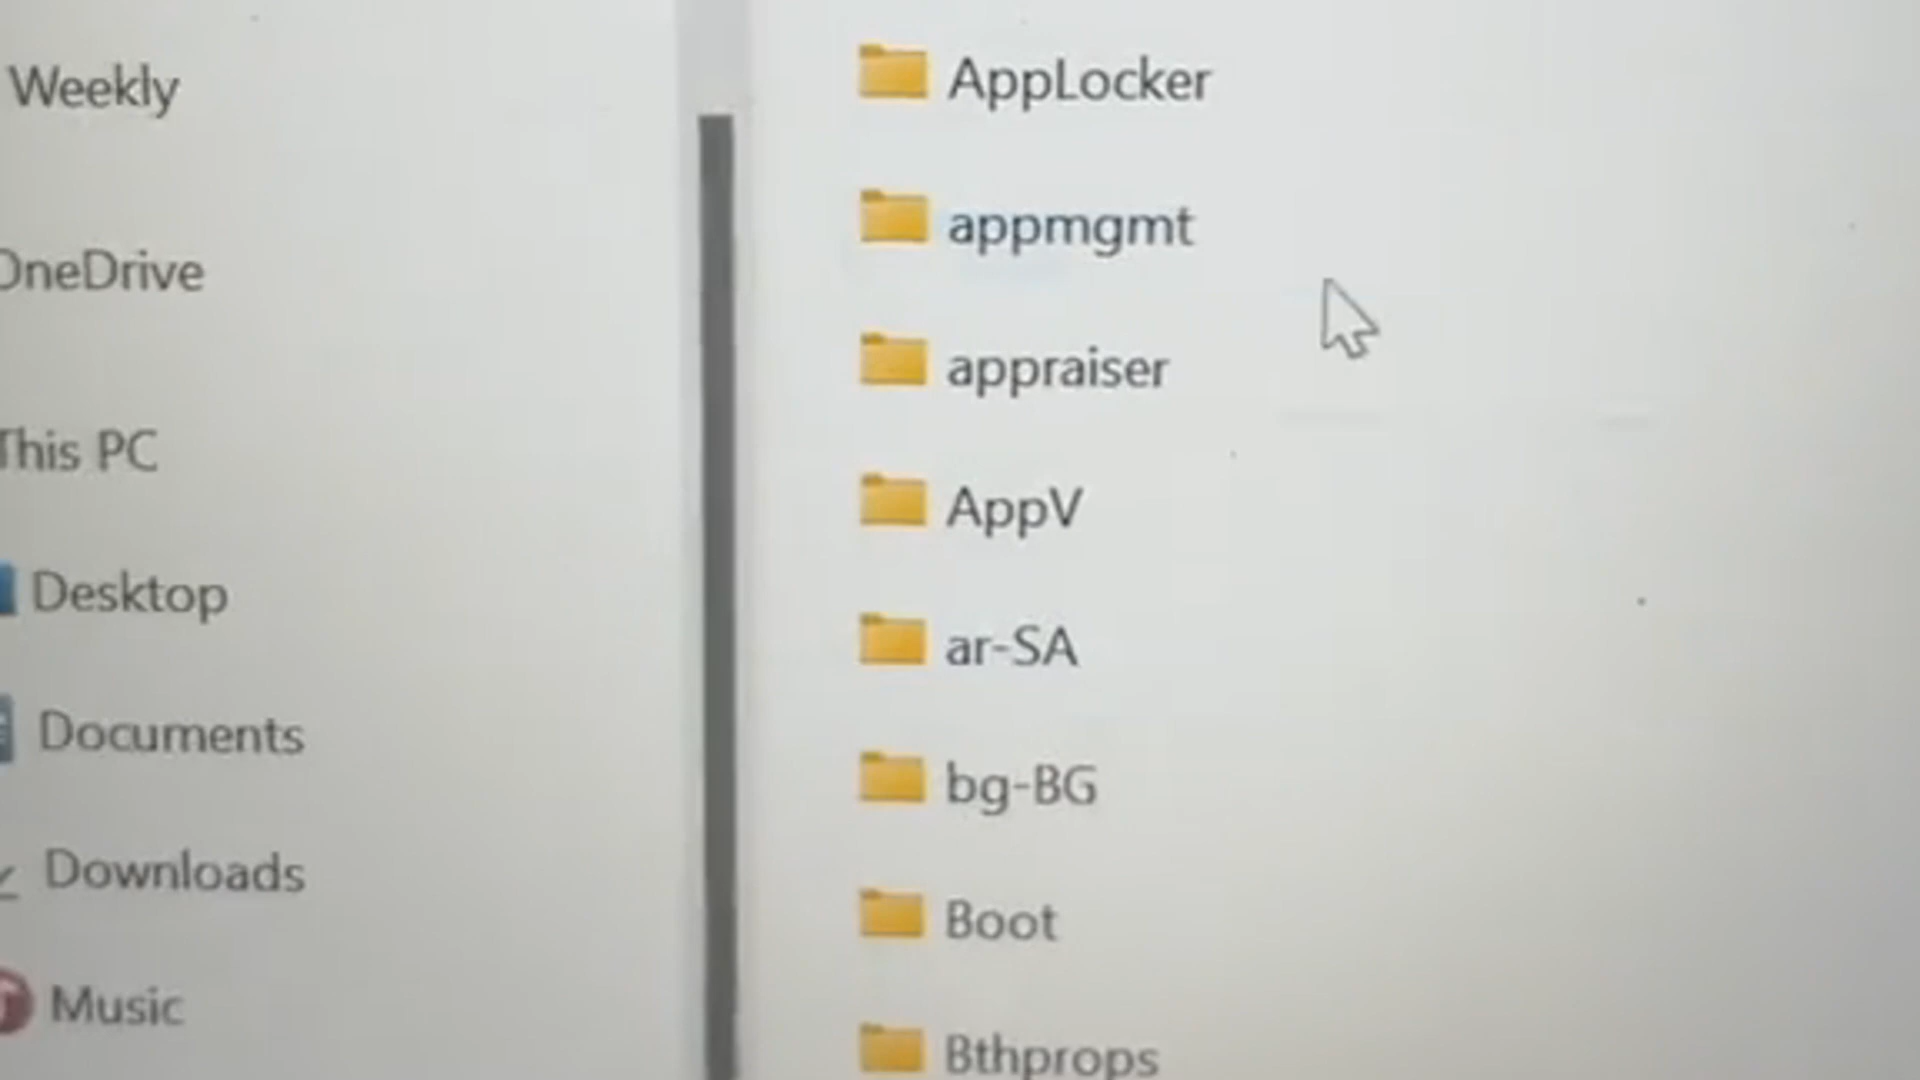 Weekly
OneDrive
This PC
Desktop
Documents
Downloads
Music
AppLocker
appmgmt
appraiser
AppV
ar-SA
bg-BG
Boot
Bthprops